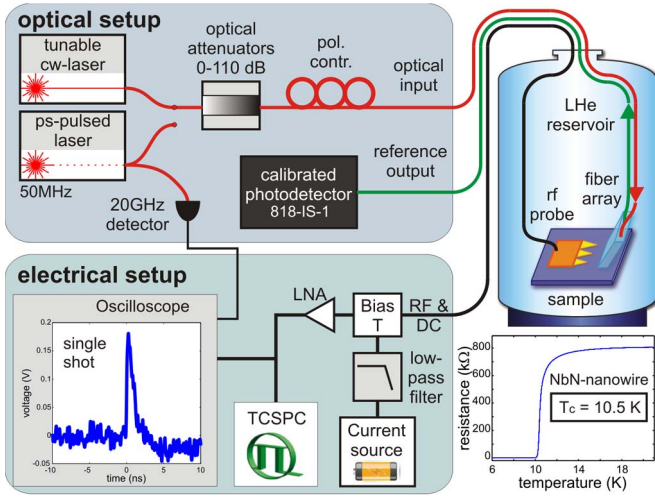 optical setup
tunable
cw-laser
ps-pulsed
laser
50MHz
20GHz
detector
optical
attenuators
0-110 dB
pol.
contr.
optical
input
reference
output
calibrated
photodetector
818-IS-1
LHe
reservoir
rf
probe
fiber
array
sample
electrical setup
Oscilloscope
single
shot
voltage (V)
0.2
0.15
0.1
0.05
0
-0.05
-10
-5
0
5
10
time (ns)
LNA
Bias
T
RF &
DC
low-
pass
filter
TCSPC
Current
source
resistance (kΩ)
800
600
400
200
0
NbN-nanowire
Tc = 10.5 K
6
8
10
12
14
16
18
20
temperature (K)